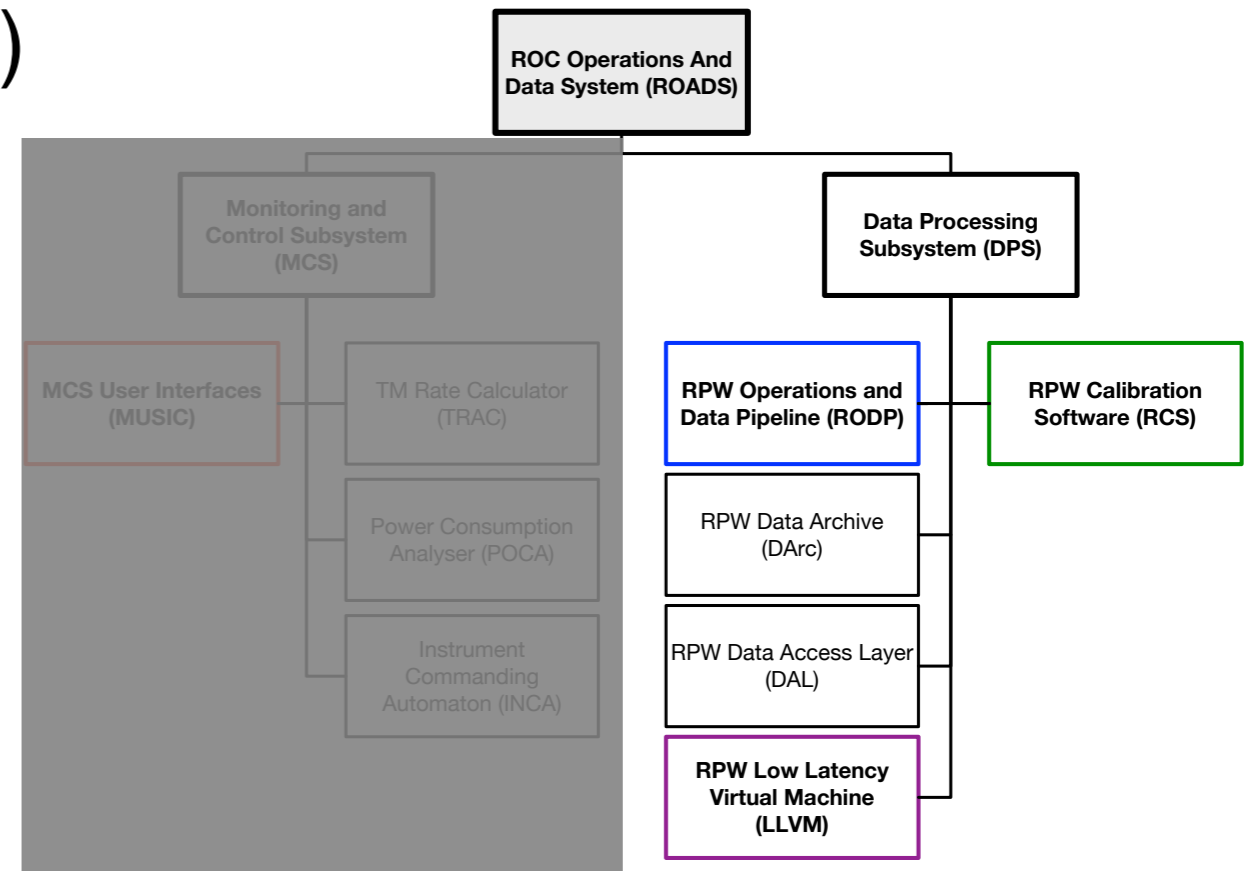 )
ROC Operations And
Data System (ROADS)
Monitoring and
Control Subsystem
(MCS)
Data Processing
Subsystem (DPS)
MCS User Interfaces
(MUSIC)
TM Rate Calculator
(TRAC)
RPW Operations and
Data Pipeline (RODP)
RPW Calibration
Software (RCS)
Power Consumption
Analyser (POCA)
RPW Data Archive
(DArc)
Instrument
Commanding
Automaton (INCA)
RPW Data Access Layer
(DAL)
RPW Low Latency
Virtual Machine
(LLVM)